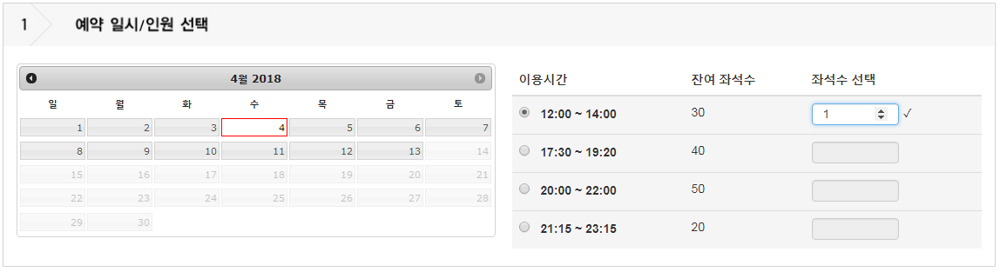 1 예약 일시/인원 선택
4월 2018
일 월 화 수 목 금 토
1 2 3 4 5 6 7
8 9 10 11 12 13 14
15 16 17 18 19 20 21
22 23 24 25 26 27 28
29 30
이용시간 잔여 좌석수 좌석수 선택
12:00 ~ 14:00 30 1 ✓
17:30 ~ 19:20 40
20:00 ~ 22:00 50
21:15 ~ 23:15 20